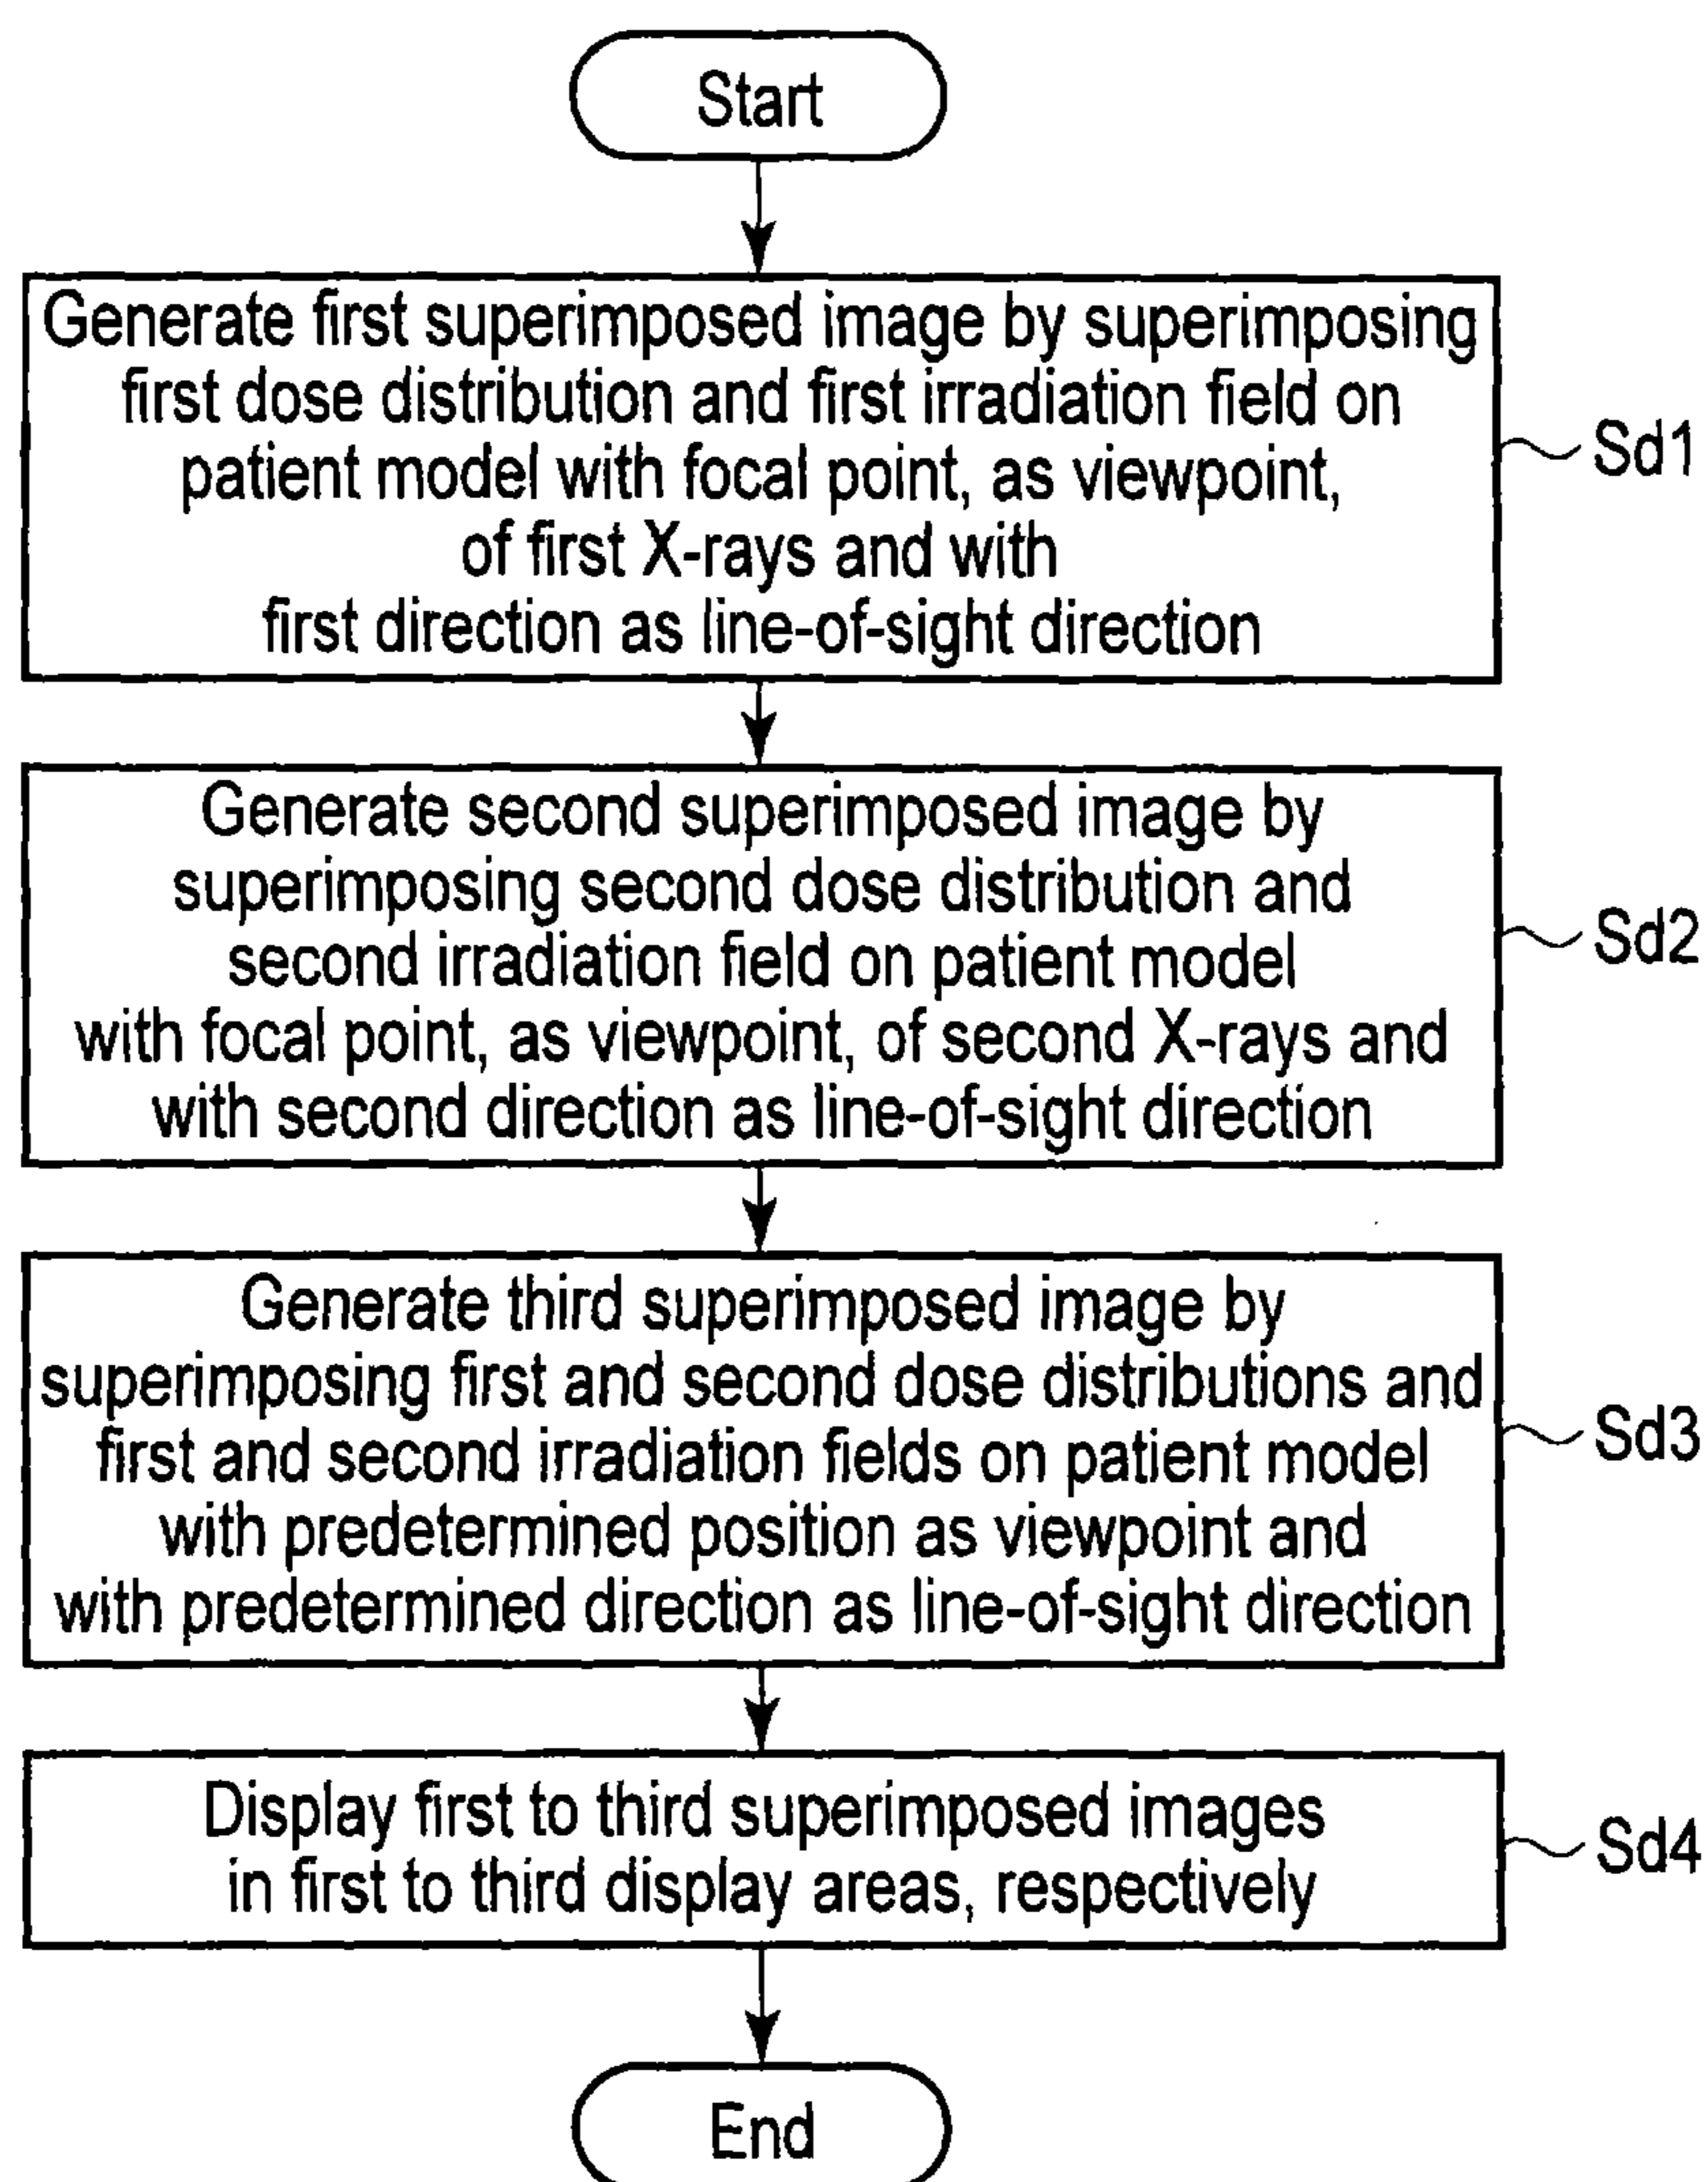 Start
Generate first superimposed image by superimposing
first dose distribution and first irradiation field on
patient model with focal point, as viewpoint,
of first X-rays and with
first direction as line-of-sight direction
Sd1
Generate second superimposed image by
superimposing second dose distribution and
second irradiation field on patient model
with focal point, as viewpoint, of second X-rays and
with second direction as line-of-sight direction
Sd2
Generate third superimposed image by
superimposing first and second dose distributions and
first and second irradiation fields on patient model
with predetermined position as viewpoint and
with predetermined direction as line-of-sight direction
Sd3
Display first to third superimposed images
in first to third display areas, respectively
Sd4
End